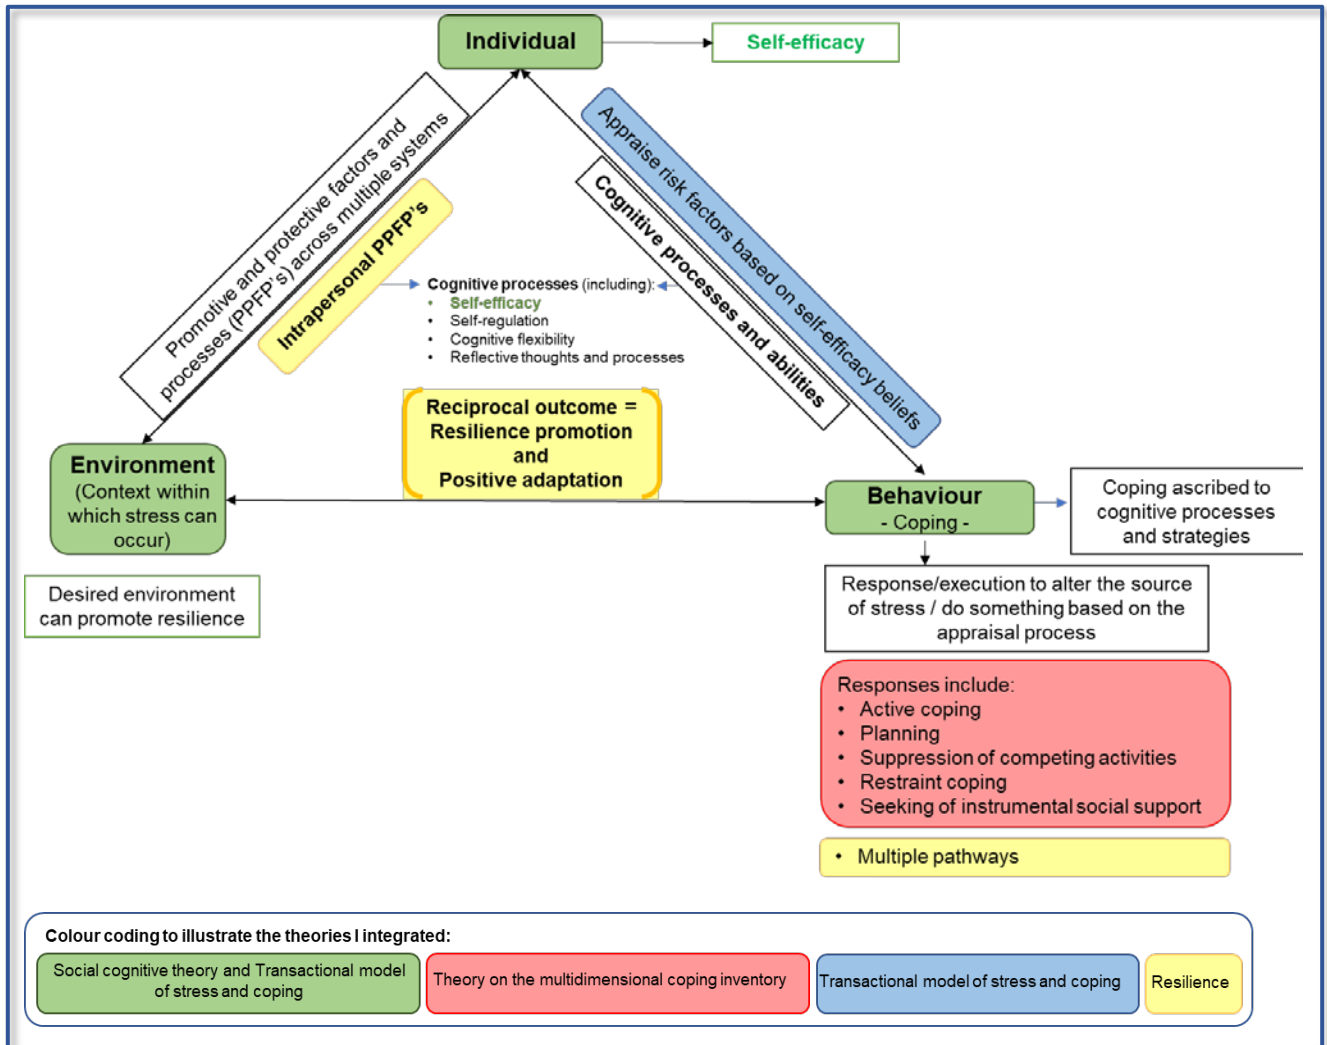 Individual
Self-efficacy
Promotive and protective factors and
processes (PPFP's) across multiple systems
Intrapersonal PPFP's
Appraise risk factors based on self-efficacy beliefs
Cognitive processes and abilities
Cognitive processes (including):
• Self-efficacy
• Self-regulation
• Cognitive flexibility
• Reflective thoughts and processes
Reciprocal outcome =
Resilience promotion
and
Positive adaptation
Environment
(Context within
which stress can
occur)
Desired environment
can promote resilience
Behaviour
- Coping -
Coping ascribed to
cognitive processes
and strategies
Response/execution to alter the source
of stress / do something based on the
appraisal process
Responses include:
• Active coping
• Planning
• Suppression of competing activities
• Restraint coping
• Seeking of instrumental social support
• Multiple pathways
Colour coding to illustrate the theories I integrated:
Social cognitive theory and Transactional model
of stress and coping
Theory on the multidimensional coping inventory
Transactional model of stress and coping
Resilience